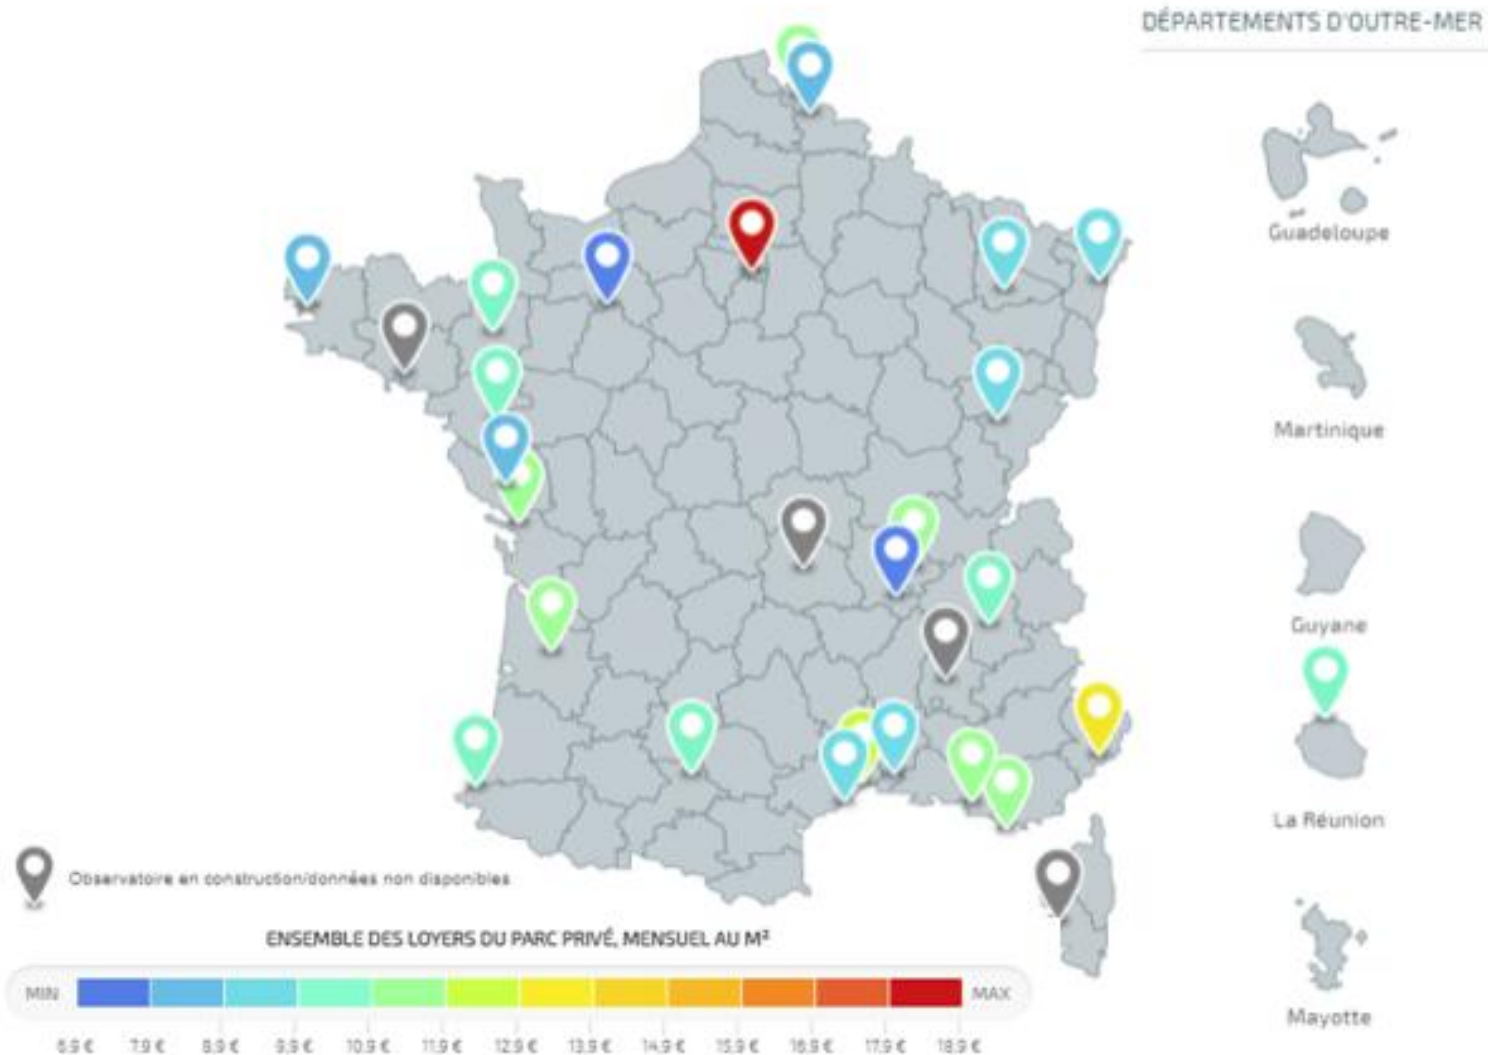 DÉPARTEMENTS D'OUTRE-MER
Guadeloupe
Martinique
Guyane
La Réunion
Mayotte
Observatoire en construction/données non disponibles
ENSEMBLE DES LOYERS DU PARC PRIVÉ, MENSUEL AU M²
MIN MAX
6.9 € 7.9 € 8.9 € 9.9 € 10.9 € 11.9 € 12.9 € 13.9 € 14.9 € 15.9 € 16.9 € 17.9 € 18.9 €